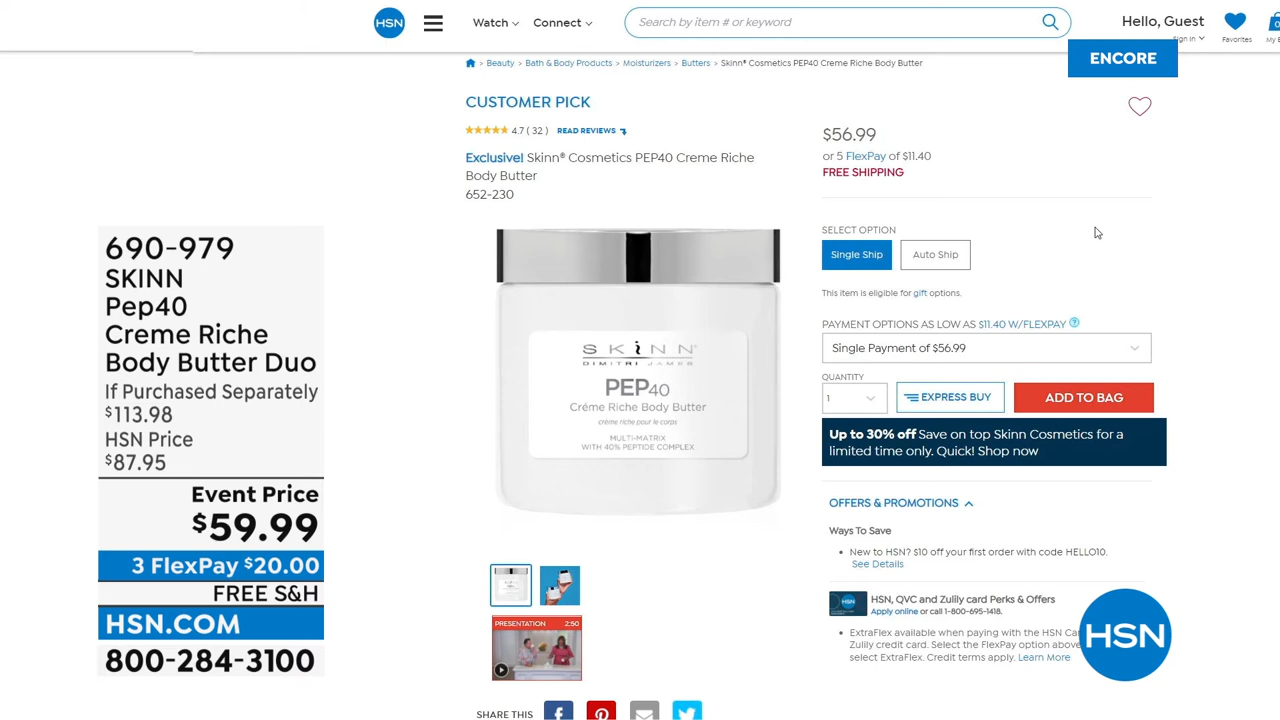 HSN
Watch
Connect
Search by item # or keyword
Hello, Guest
Sign In
Favorites
0
ENCORE
> Beauty > Bath & Body Products > Moisturizers > Butters > Skinn® Cosmetics PEP40 Creme Riche Body Butter
CUSTOMER PICK
4.7 ( 32 ) READ REVIEWS
Exclusive! Skinn® Cosmetics PEP40 Creme Riche
Body Butter
652-230
$56.99
or 5 FlexPay of $11.40
FREE SHIPPING
SELECT OPTION
Single Ship
Auto Ship
This item is eligible for gift options.
PAYMENT OPTIONS AS LOW AS $11.40 W/FLEXPAY ?
Single Payment of $56.99
QUANTITY
1
EXPRESS BUY
ADD TO BAG
Up to 30% off Save on top Skinn Cosmetics for a
limited time only. Quick! Shop now
OFFERS & PROMOTIONS
Ways To Save
• New to HSN? $10 off your first order with code HELLO10.
See Details
HSN, QVC and Zulily card Perks & Offers
Apply online or call 1-800-695-1418.
• ExtraFlex available when paying with the HSN
Zulily credit card. Select the FlexPay option above
select ExtraFlex. Credit terms apply. Learn More
HSN
690-979
SKINN
Pep40
Creme Riche
Body Butter Duo
If Purchased Separately
$113.98
HSN Price
$87.95
Event Price
$59.99
3 FlexPay $20.00
FREE S&H
HSN.COM
800-284-3100
SKINN
DIMITRI JAMES
PEP40
Créme Riche Body Butter
crème riche pour le corps
MULTI-MATRIX
WITH 40% PEPTIDE COMPLEX
PRESENTATION 2:50
SHARE THIS